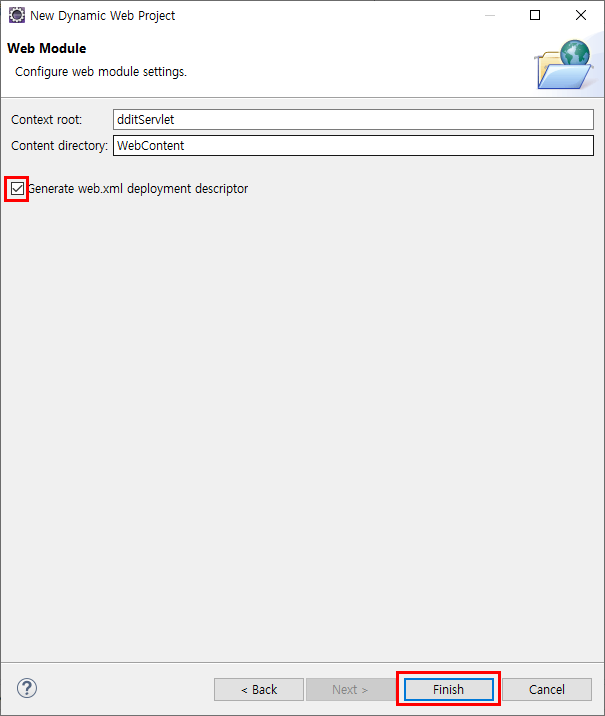 New Dynamic Web Project
Web Module
Configure web module settings.
Context root: dditServlet
Content directory: WebContent
Generate web.xml deployment descriptor
? < Back Next > Finish Cancel